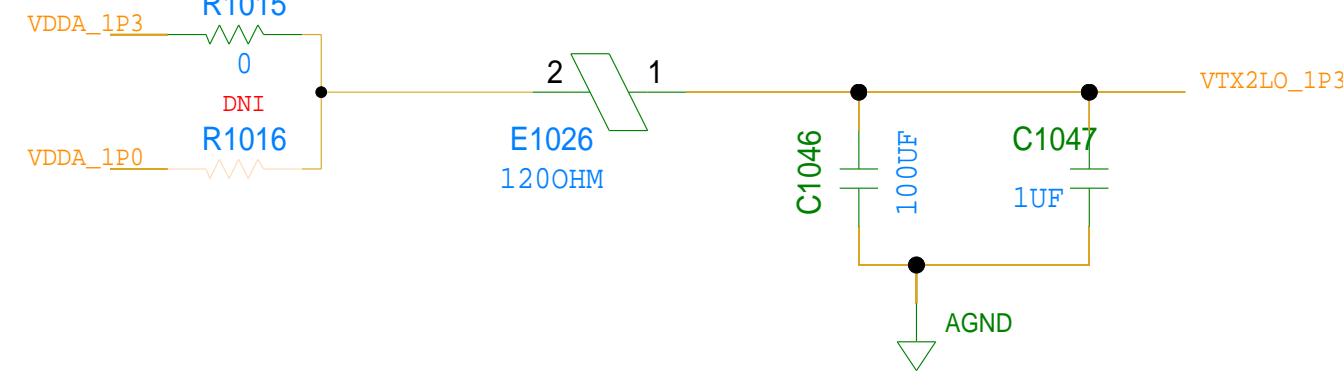 R1015
VDDA_1P3
0
2
1
VTX2LO_1P3
DNI
R1016
E1026
C1046
100UF
C1047
VDDA_1P0
120OHM
1UF
AGND